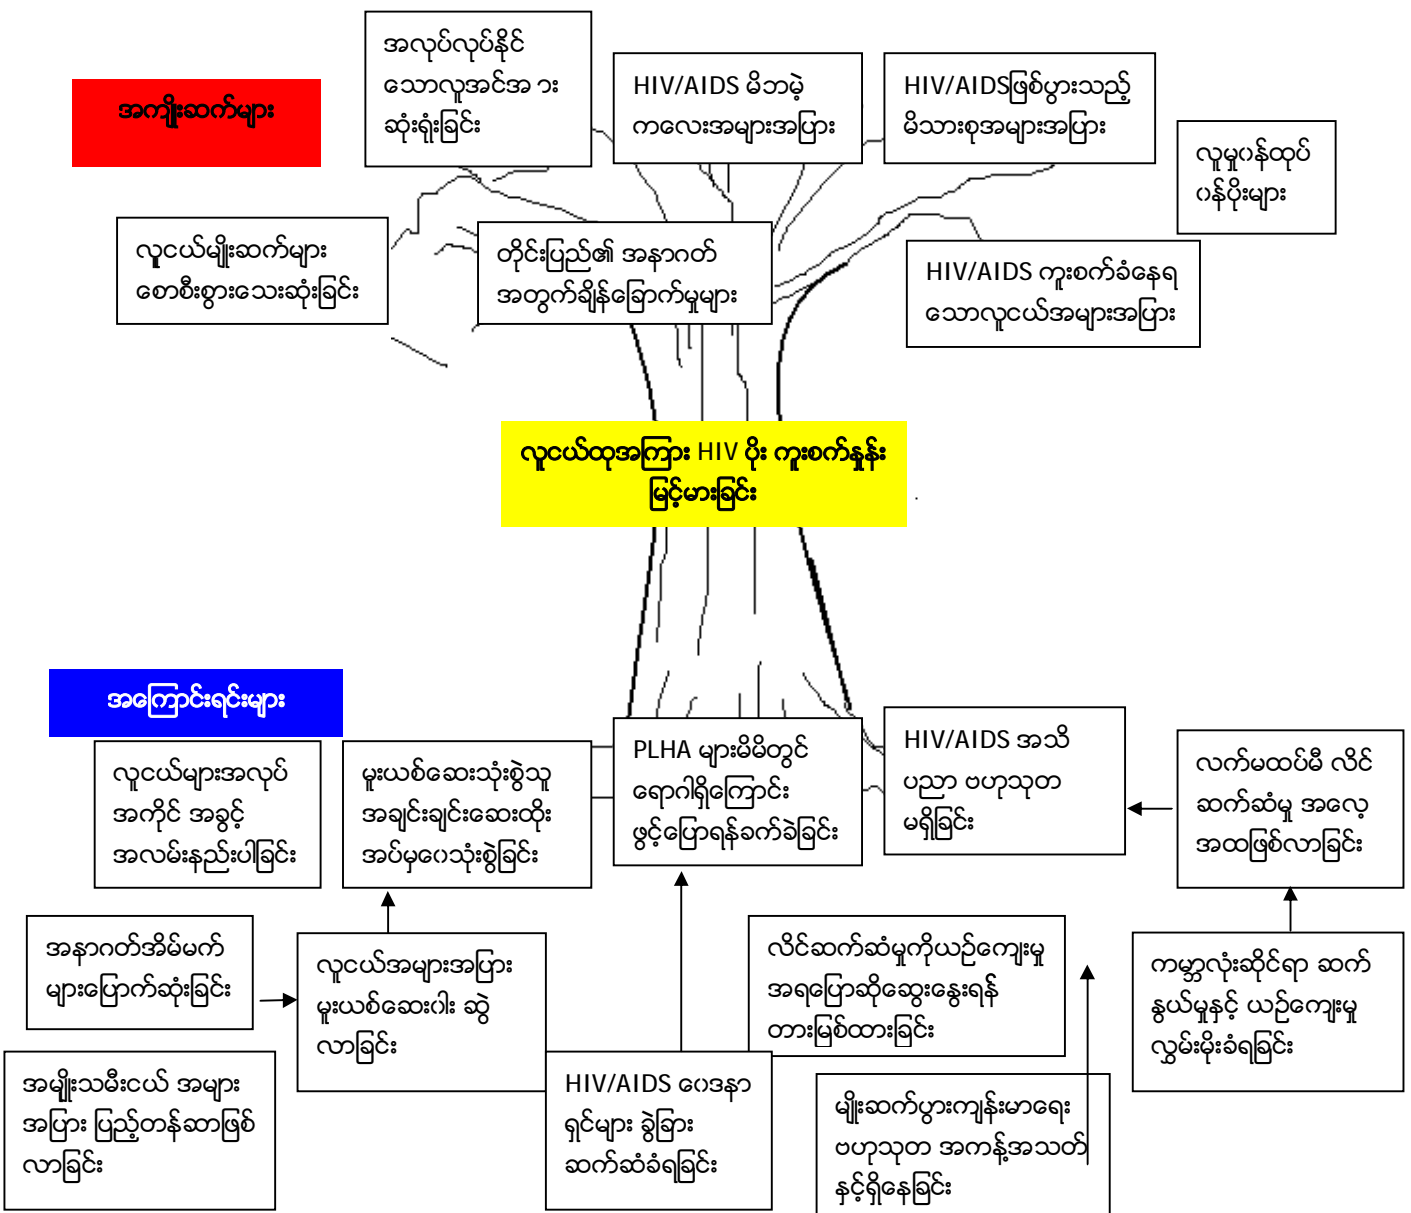 အလုပ်လုပ်နိုင်
သောလူအင်အ ား
ဆုံးရှုံးခြင်း
HIV/AIDS မိဘမဲ့
ကလေးအများအပြား
HIV/AIDSဖြစ်ပွားသည့်
မိသားစုအများအပြား
အကျိုးဆက်များ
လူမှု၀န်ထုပ်
၀န်ပိုးများ
လူငယ်မျိုးဆက်များ
စောစီးစွားသေးဆုံးခြင်း
တိုင်းပြည်၏ အနာဂတ်
အတွက်ချိန်ခြောက်မှုများ
HIV/AIDS ကူးစက်ခံနေရ
သောလူငယ်အများအပြား
လူငယ်ထုအကြား HIV ပိုး ကူးစက်နှုန်း
မြင့်မားခြင်း
အကြောင်းရင်းများ
လူငယ်များအလုပ်
အကိုင် အခွင့်
အလမ်းနည်းပါခြင်း
မူးယစ်ဆေးသုံးစွဲသူ
အချင်းချင်းဆေးထိုး
အပ်မှဝေသုံးစွဲခြင်း
PLHA များမိမိတွင်
ရောဂါရှိကြောင်း
ဖွင့်ပြောရန်ခက်ခဲခြင်း
HIV/AIDS အသိ
ပညာ ဗဟုသုတ
မရှိခြင်း
လက်မထပ်မီ လိင်
ဆက်ဆံမှု အလေ့
အထဖြစ်လာခြင်း
အနာဂတ်အိမ်မက်
များပြောက်ဆုံးခြင်း
လူငယ်အများအပြား
မူးယစ်ဆေး၀ါး ဆွဲ
လာခြင်း
လိင်ဆက်ဆံမှုကိုယဉ်ကျေးမှု
အရပြောဆိုဆွေးနွေးရန်
တားမြစ်ထားခြင်း
ကမ္ဘာလုံးဆိုင်ရာ ဆက်
နွယ်မှုနှင့် ယဉ်ကျေးမှု
လွှမ်းမိုးခံရခြင်း
အမျိုးသမီးငယ် အများ
အပြား ပြည့်တန်ဆာဖြစ်
လာခြင်း
HIV/AIDS ဝေဒနာ
ရှင်များ ခွဲခြား
ဆက်ဆံခံရခြင်း
မျိုးဆက်ပွားကျန်းမာရေး
ဗဟုသုတ အကန့်အသတ်
နှင့်ရှိနေခြင်း